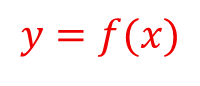 y = f(x)